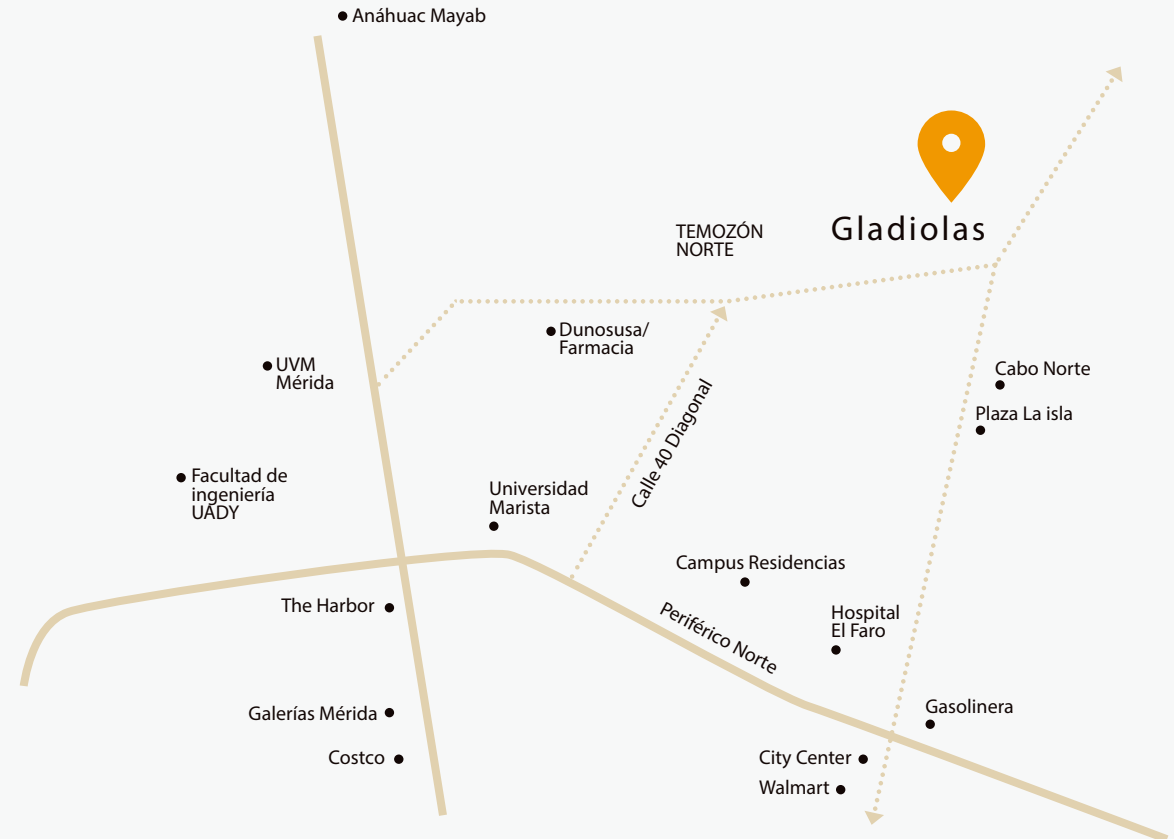 Anáhuac Mayab
TEMOZÓN
NORTE
Gladiolas
Dunosusa/
Farmacia
UVM
Mérida
Cabo Norte
Plaza La isla
Calle 40 Diagonal
Facultad de
ingeniería
UADY
Universidad
Marista
Campus Residencias
The Harbor
Periférico Norte
Hospital
El Faro
Galerías Mérida
Gasolinera
Costco
City Center
Walmart